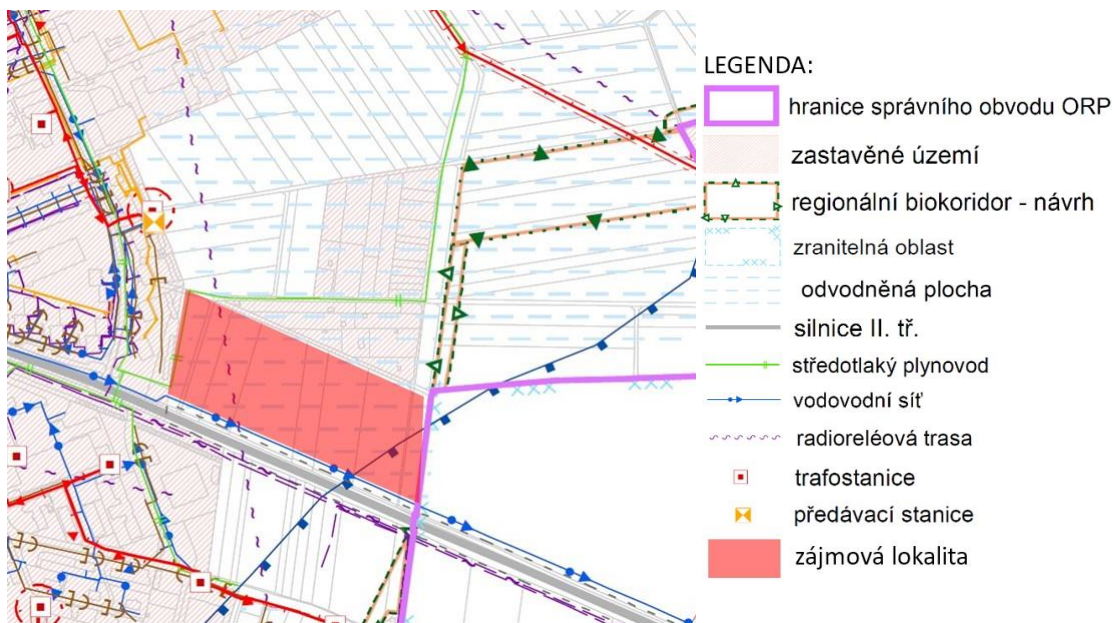 LEGENDA:
hranice správního obvodu ORP
zastavěné území
regionální biokoridor - návrh
zranitelná oblast
odvodněná plocha
silnice II. tř.
středotlaký plynovod
vodovodní síť
radioreléová trasa
trafostanice
předávací stanice
zájmová lokalita